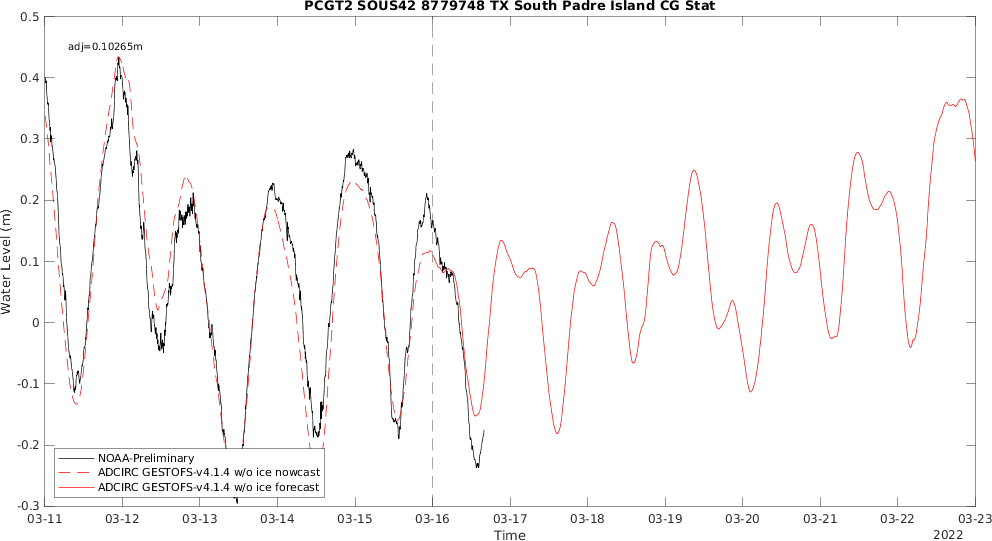 PCGT2 SOUS42 8779748 TX South Padre Island CG Stat
adj=0.10265m
0.5
0.4
0.3
0.2
0.1
0
-0.1
-0.2
-0.3
Water Level (m)
NOAA-Preliminary
ADCIRC GESTOFS-v4.1.4 w/o ice nowcast
ADCIRC GESTOFS-v4.1.4 w/o ice forecast
03-11 03-12 03-13 03-14 03-15 03-16 03-17 03-18 03-19 03-20 03-21 03-22 03-23
Time
2022